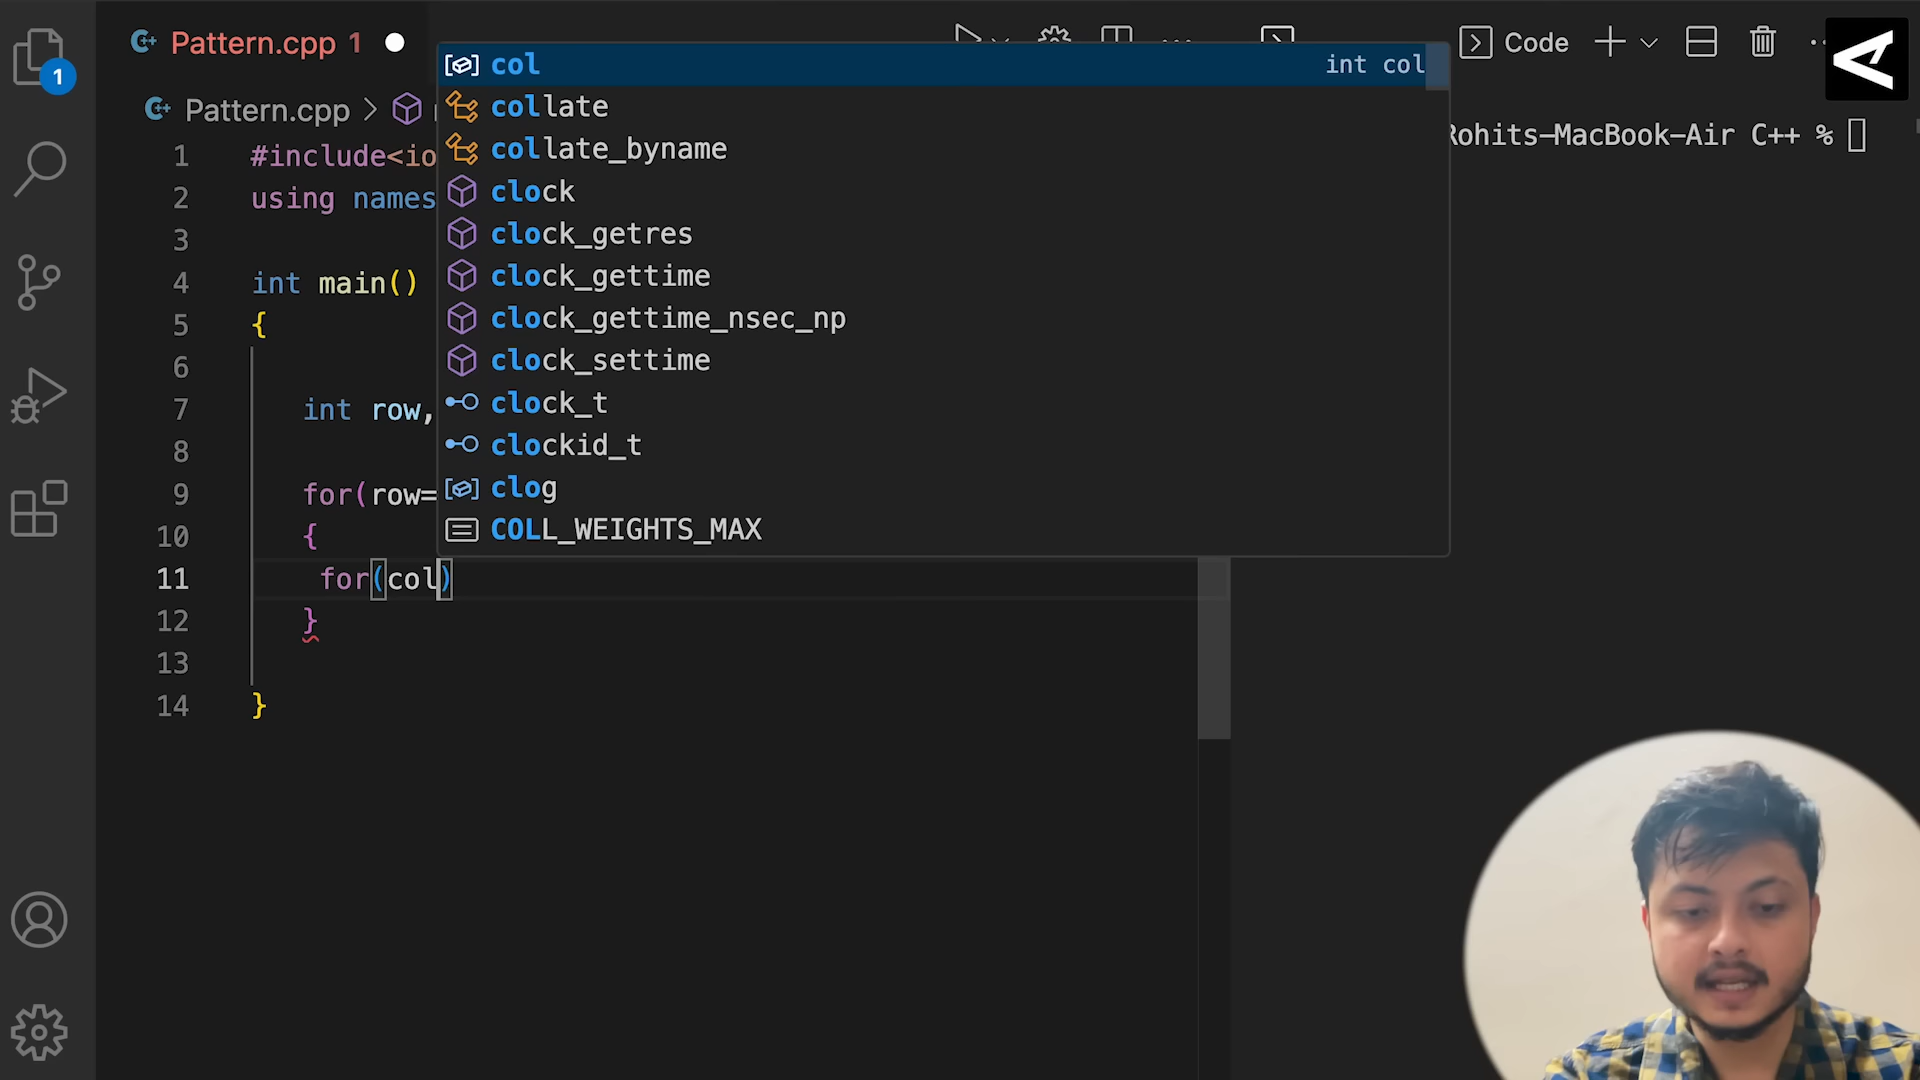 Pattern.cpp 1
Code
1
Pattern.cpp >
Rohits-MacBook-Air C++ %
col int col
collate
collate_byname
clock
clock_getres
clock_gettime
clock_gettime_nsec_np
clock_settime
clock_t
clockid_t
clog
COLL_WEIGHTS_MAX
1 #include<io
2 using names
3
4 int main()
5 {
6
7 int row,
8
9 for(row=
10 {
11 for(col)
12 }
13
14 }